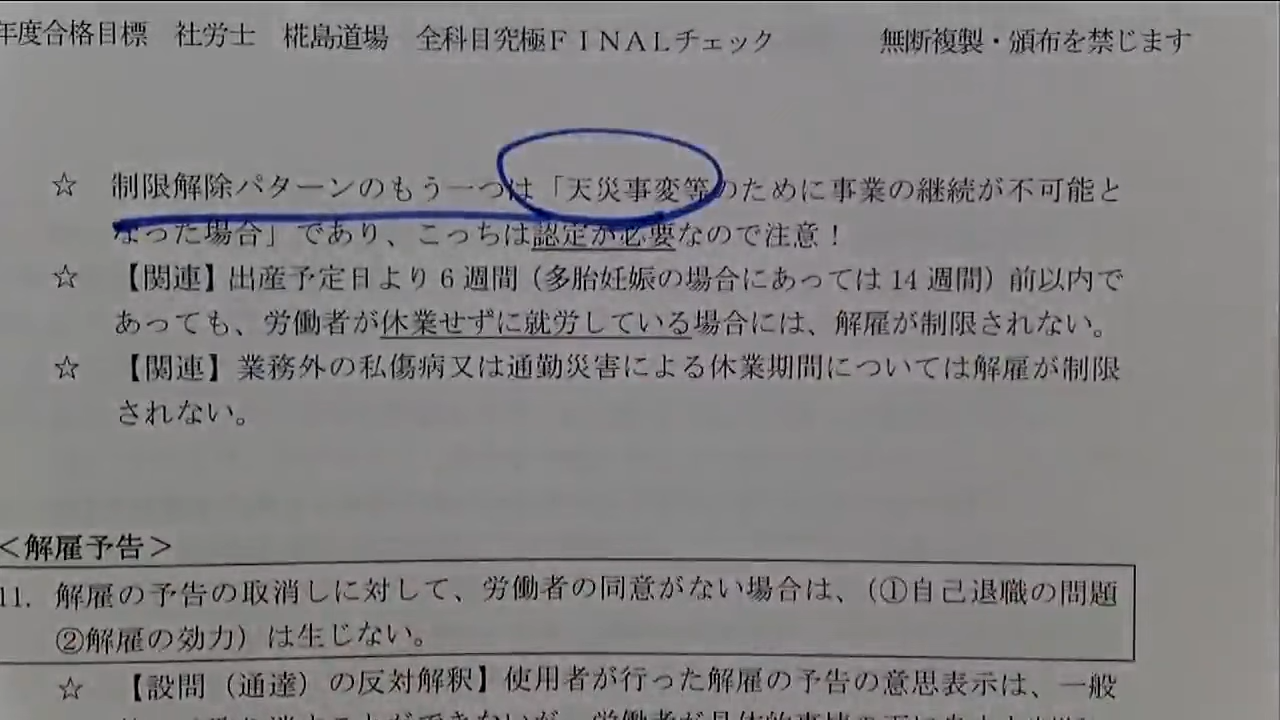 年度合格目標 社労士 椛島道場 全科目究極FINALチェック 無断複製・頒布を禁じます
☆ 制限解除パターンのもう一つは「天災事変等のために事業の継続が不可能と
なった場合」であり、こっちは認定が必要なので注意!
☆ 【関連】出産予定日より6週間(多胎妊娠の場合にあっては14週間)前以内で
あっても、労働者が休業せずに就労している場合には、解雇が制限されない。
☆ 【関連】業務外の私傷病又は通勤災害による休業期間については解雇が制限
されない。
<解雇予告>
11. 解雇の予告の取消しに対して、労働者の同意がない場合は、(①自己退職の問題
②解雇の効力)は生じない。
☆ 【設問(通達)の反対解釈】使用者が行った解雇の予告の意思表示は、一般